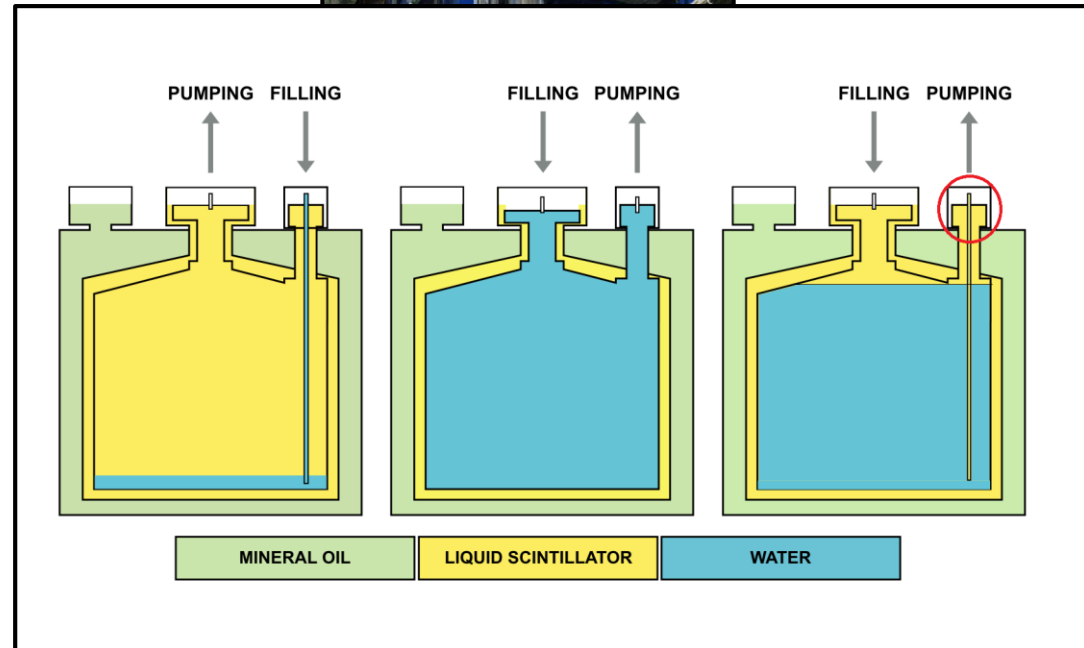 PUMPING FILLING
FILLING PUMPING
FILLING PUMPING
MINERAL OIL
LIQUID SCINTILLATOR
WATER